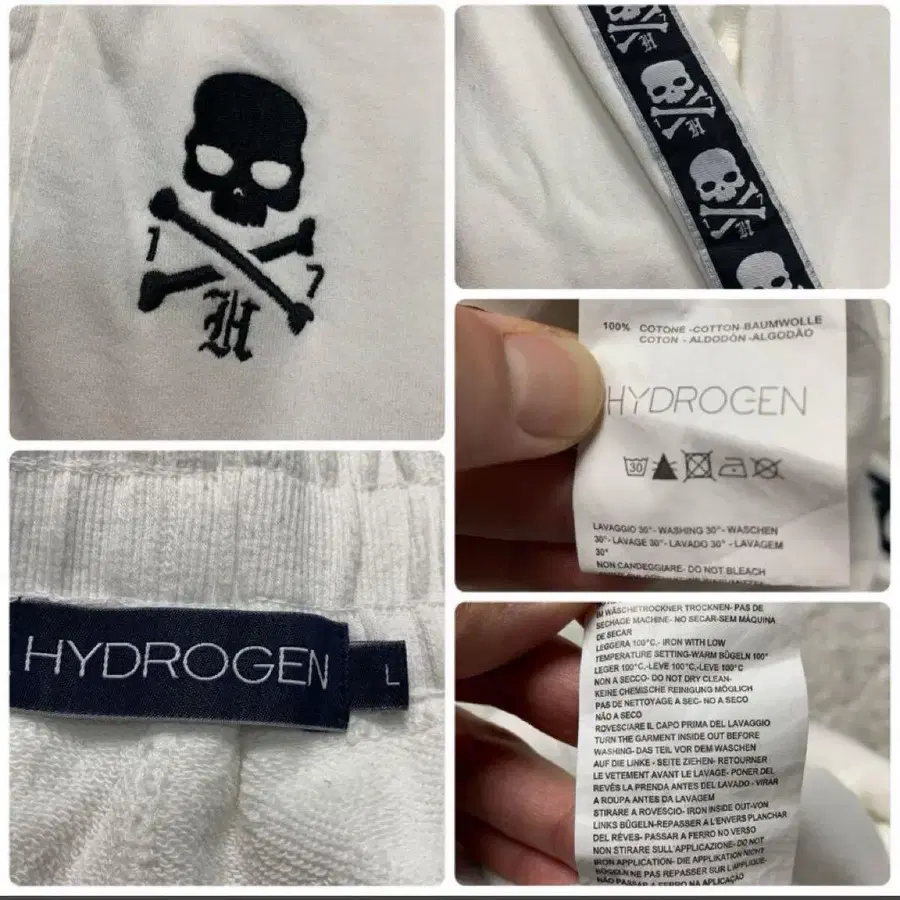 7
7
H
7
H
7
H
7
H
100% COTONE-COTTON-BAUMWOLLE
COTON - ALDODÓN-ALGODÃO
HYDROGEN
30
LAVAGGIO 30°- WASHING 30°- WASCHEN
30°- LAVAGE 30°- LAVADO 30° - LAVAGEM
30°
NON CANDEGGIARE- DO NOT BLEACH
HYDROGEN
L
IM WÄSCHETROCKNER TROCKNEN- PAS DE
SECHAGE MACHINE- NO SECAR-SEM MÁQUINA
DE SECAR
LEGGERA 100°C.- IRON WITH LOW
TEMPERATURE SETTING-WARM BÜGELN 100°
LEGER 100°C,-LEVE 100°C,-LEVE 100°C
NON A SECCO- DO NOT DRY CLEAN-
KEINE CHEMISCHE REINIGUNG MÖGLICH
PAS DE NETTOYAGE A SEC- NO A SECO
NÃO A SECO
ROVESCIARE IL CAPO PRIMA DEL LAVAGGIO
TURN THE GARMENT INSIDE OUT BEFORE
WASHING- DAS TEIL VOR DEM WASCHEN
AUF DIE LINKE - SEITE ZIEHEN- RETOURNER
LE VETEMENT AVANT LE LAVAGE- PONER DEL
REVÉS LA PRENDA ANTES DEL LAVADO - VIRAR
A ROUPA ANTES DA LAVAGEM
STIRARE A ROVESCIO- IRON INSIDE OUT-VON
LINKS BÜGELN-REPASSER A L'ENVERS PLANCHAR
DEL RÉVES- PASSAR A FERRO NO VERSO
NON STIRARE SULL'APPLICAZIONE- DO NOT
IRON APPLICATION- DIE APPLIKATION NICHT
BÜGELN NE PAS REPASSER SUR L'APPLIQUE-
NÃO PASSAR A FERRO NA APLICAÇÃO